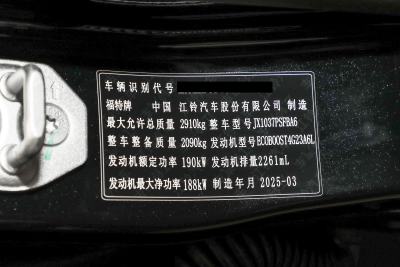 车辆识别代号
福特牌 中国 江铃汽车股份有限公司 制造
最大允许总质量 2910kg 整车型号 JX1037PSFBA6
整车整备质量 2090kg 发动机型号 ECOBOOST4G23A6L
发动机额定功率 190kW 发动机排量 2261mL
发动机最大净功率 188kW 制造年月 2025-03